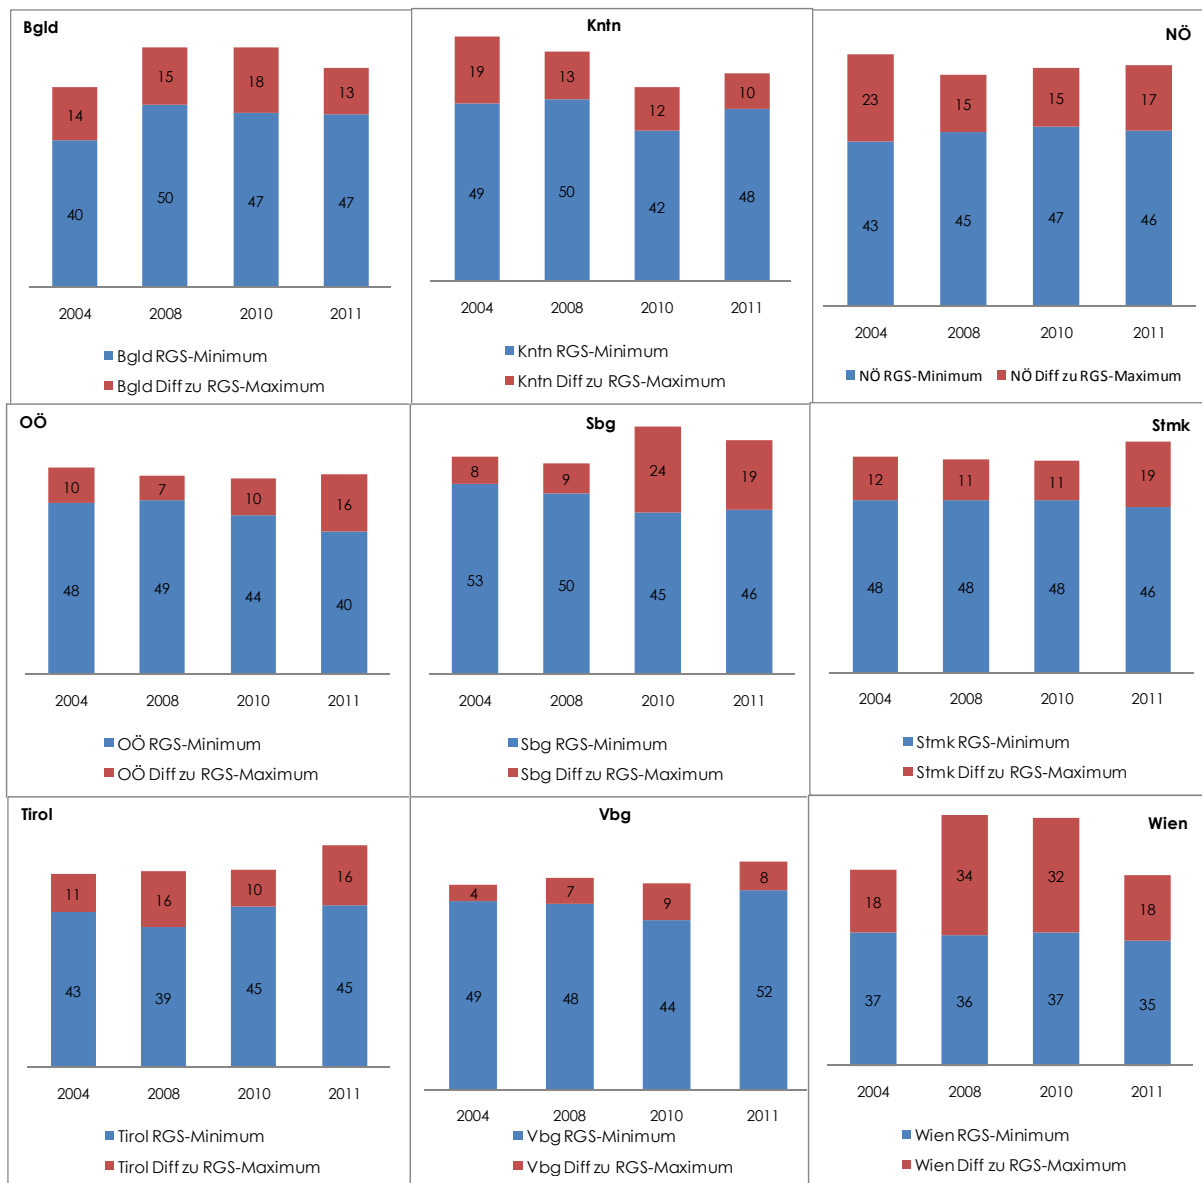 Bgld
15
18
13
14
50
47
47
40
2004 2008 2010 2011
Bgld RGS-Minimum
Bgld Diff zu RGS-Maximum
Kntn
19
13
10
12
49
50
48
42
2004 2008 2010 2011
Kntn RGS-Minimum
Kntn Diff zu RGS-Maximum
NÖ
23
15
15
17
43
45
47
46
2004 2008 2010 2011
NÖ RGS-Minimum NÖ Diff zu RGS-Maximum
OÖ
10
7
10
16
48
49
44
40
2004 2008 2010 2011
OÖ RGS-Minimum
OÖ Diff zu RGS-Maximum
Sbg
8
9
24
19
53
50
45
46
2004 2008 2010 2011
Sbg RGS-Minimum
Sbg Diff zu RGS-Maximum
Stmk
12
11
11
19
48
48
48
46
2004 2008 2010 2011
Stmk RGS-Minimum
Stmk Diff zu RGS-Maximum
Tirol
11
16
10
16
43
39
45
45
2004 2008 2010 2011
Tirol RGS-Minimum
Tirol Diff zu RGS-Maximum
Vbg
4
7
9
8
49
48
44
52
2004 2008 2010 2011
Vbg RGS-Minimum
Vbg Diff zu RGS-Maximum
Wien
18
34
32
18
37
36
37
35
2004 2008 2010 2011
Wien RGS-Minimum
Wien Diff zu RGS-Maximum